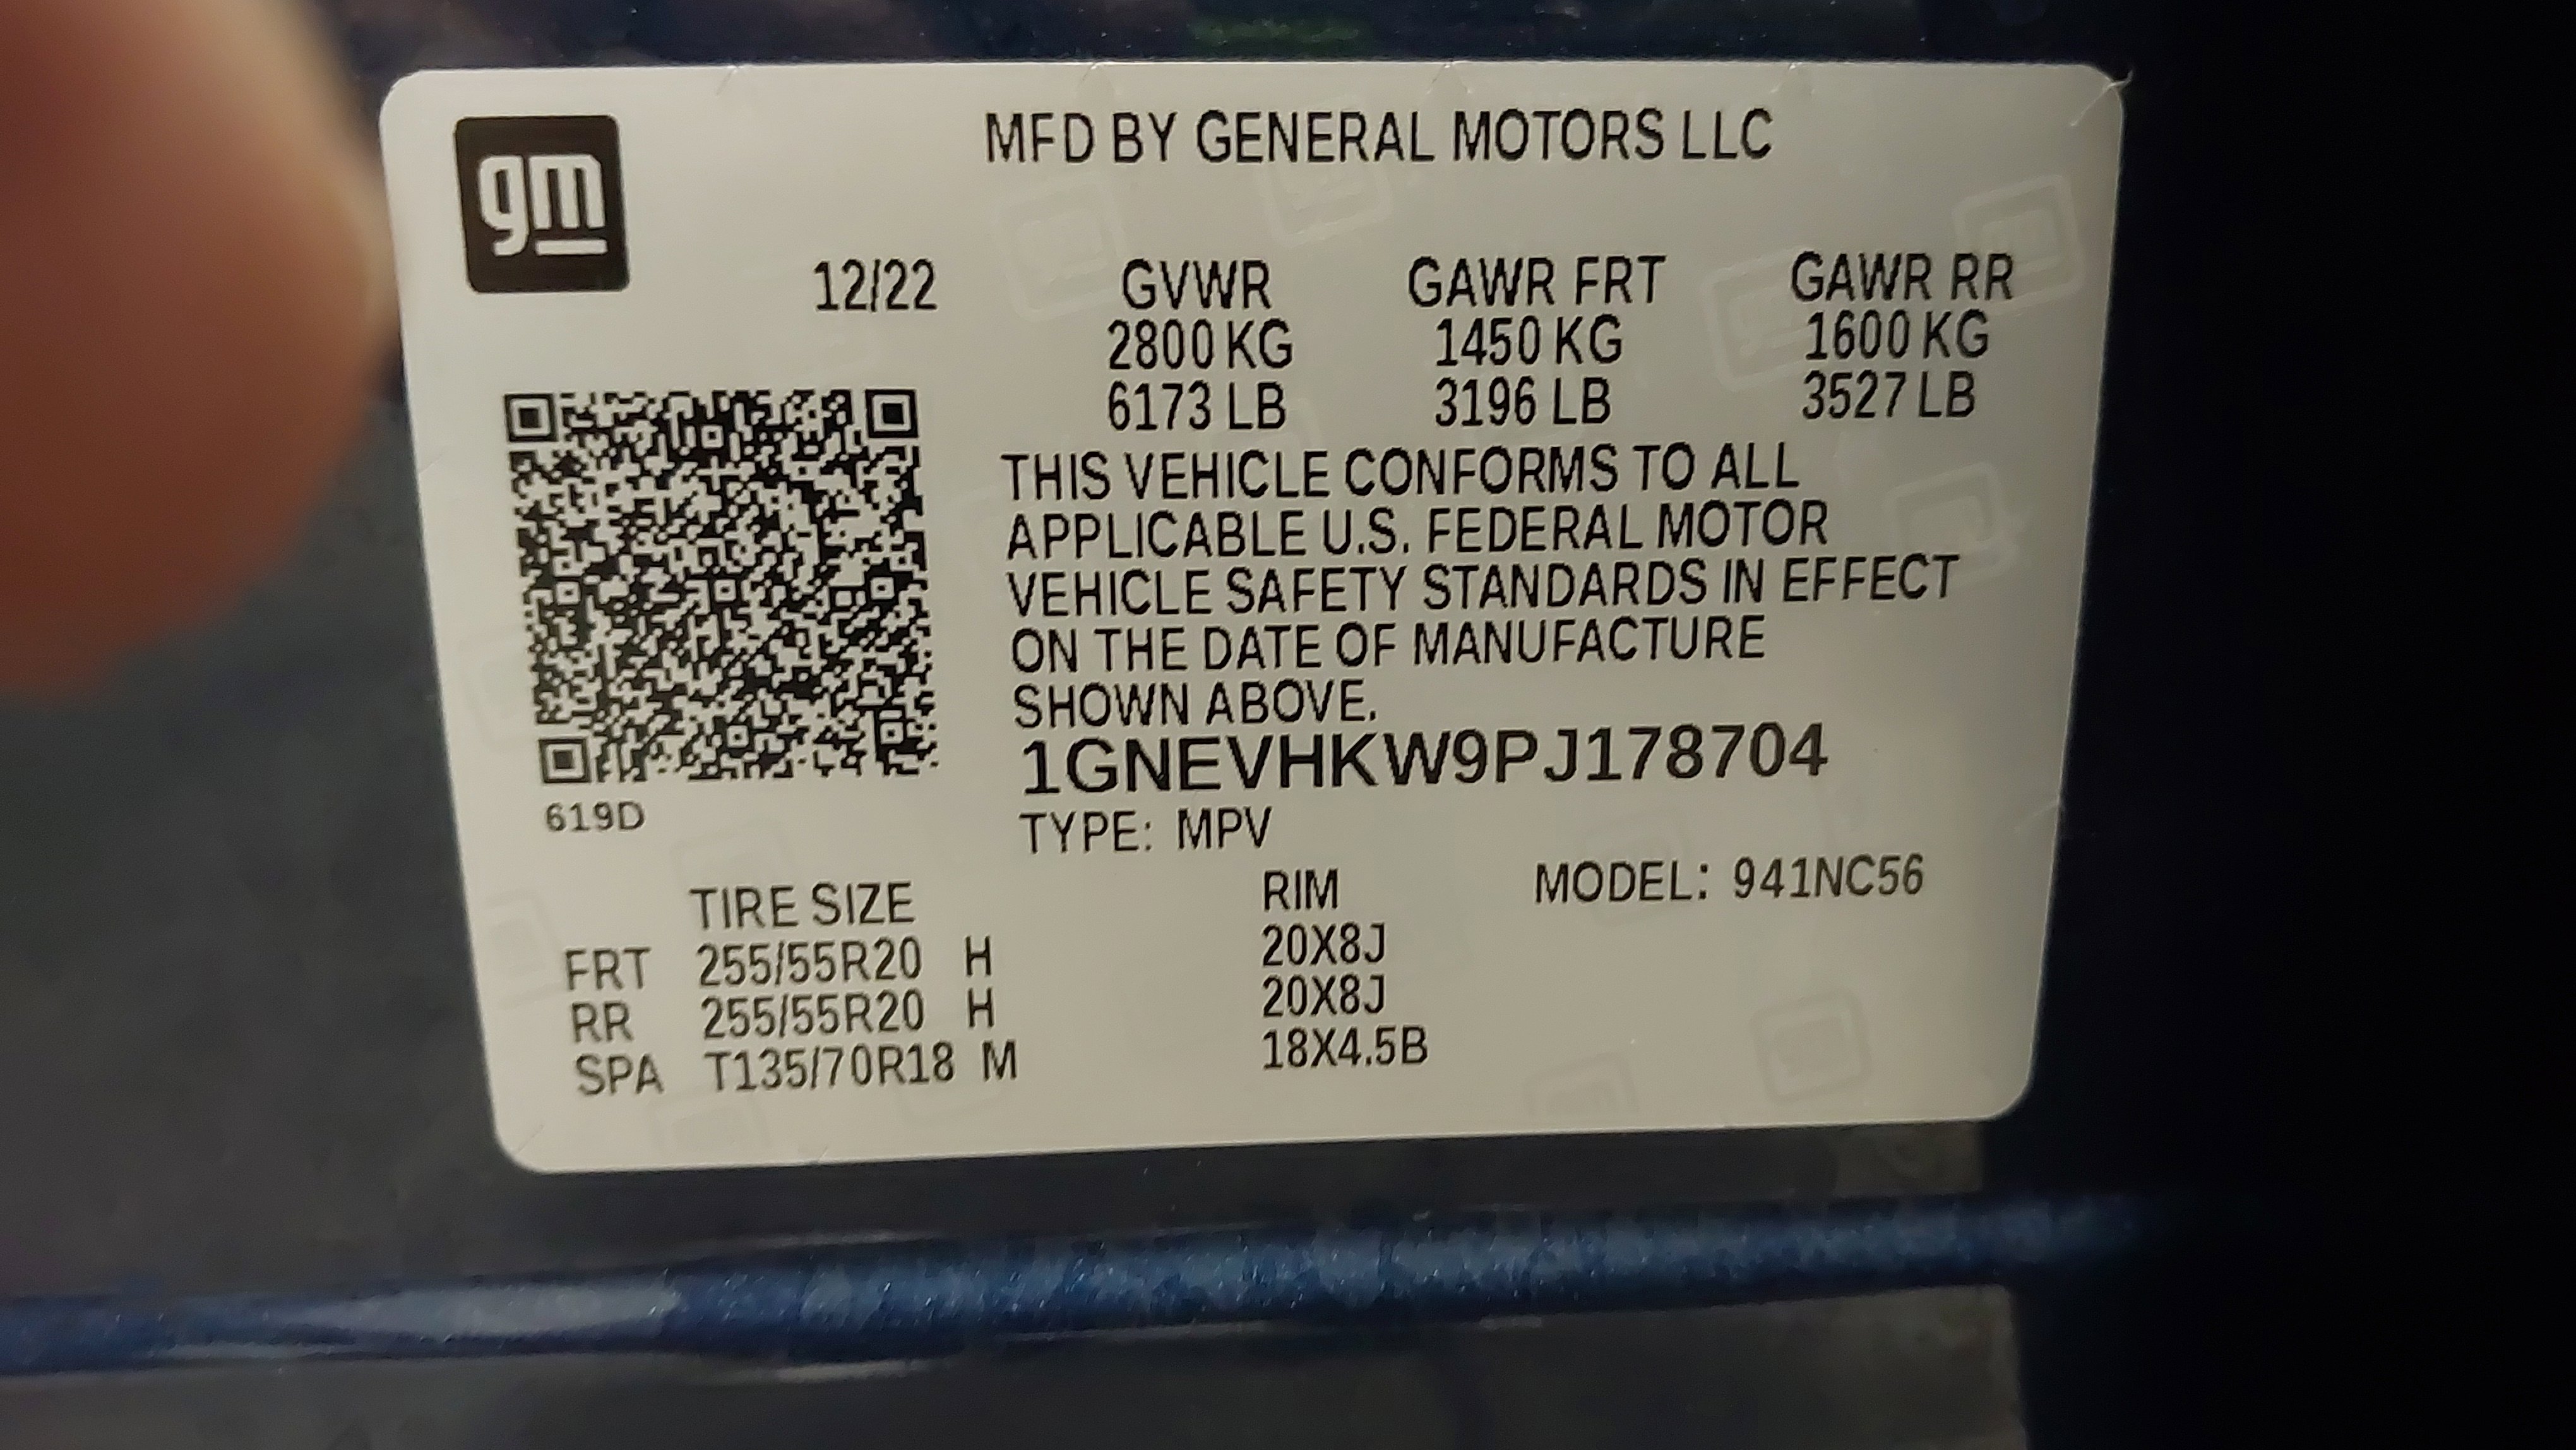 gm
MFD BY GENERAL MOTORS LLC
12/22 GVWR GAWR FRT GAWR RR
2800 KG 1450 KG 1600 KG
6173 LB 3196 LB 3527 LB
THIS VEHICLE CONFORMS TO ALL
APPLICABLE U.S. FEDERAL MOTOR
VEHICLE SAFETY STANDARDS IN EFFECT
ON THE DATE OF MANUFACTURE
SHOWN ABOVE.
1GNEVHKW9PJ178704
619D
TYPE: MPV
TIRE SIZE RIM MODEL: 941NC56
FRT 255/55R20 H 20X8J
RR 255/55R20 H 20X8J
SPA T135/70R18 M 18X4.5B